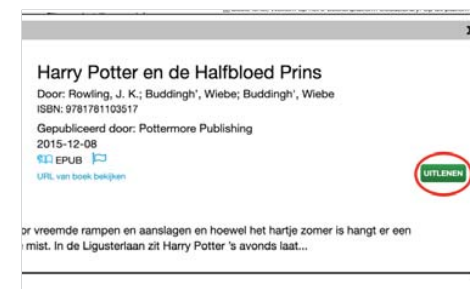 Harry Potter en de Halfbloed Prins
Door: Rowling, J. K.; Buddingh', Wiebe; Buddingh', Wiebe
ISBN: 9781781103517
Gepubliceerd door: Pottermore Publishing
2015-12-08
EPUB
URL van boek bekijken
UITLENEN
or vreemde rampen en aanslagen en hoewel het hartje zomer is hangt er een
mist. In de Ligusterlaan zit Harry Potter 's avonds laat...